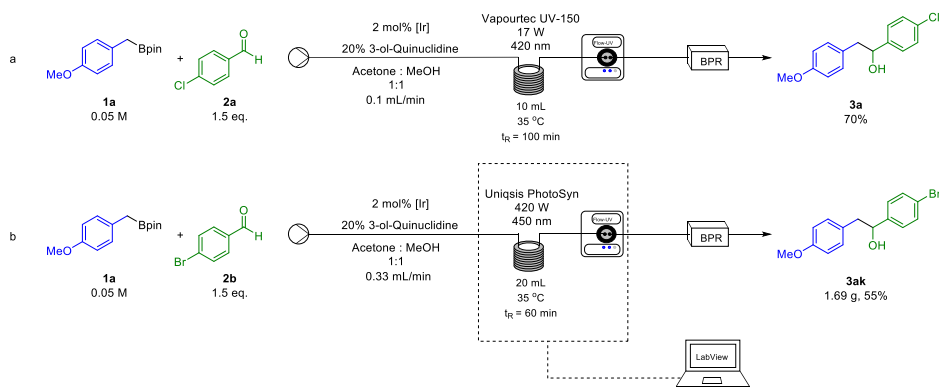 a
MeO
Bpin
1a
0.05 M
+
O
H
Cl
2a
1.5 eq.
2 mol% [Ir]
20% 3-ol-Quinuclidine
Acetone : MeOH
1:1
0.1 mL/min
Vapourtec UV-150
17 W
420 nm
10 mL
35 °C
tR = 100 min
Flow-UV
BPR
MeO
OH
Cl
3a
70%
b
MeO
Bpin
1a
0.05 M
+
O
H
Br
2b
1.5 eq.
2 mol% [Ir]
20% 3-ol-Quinuclidine
Acetone : MeOH
1:1
0.33 mL/min
Uniqsis PhotoSyn
420 W
450 nm
20 mL
35 °C
tR = 60 min
Flow-UV
BPR
MeO
OH
Br
3ak
1.69 g, 55%
LabView